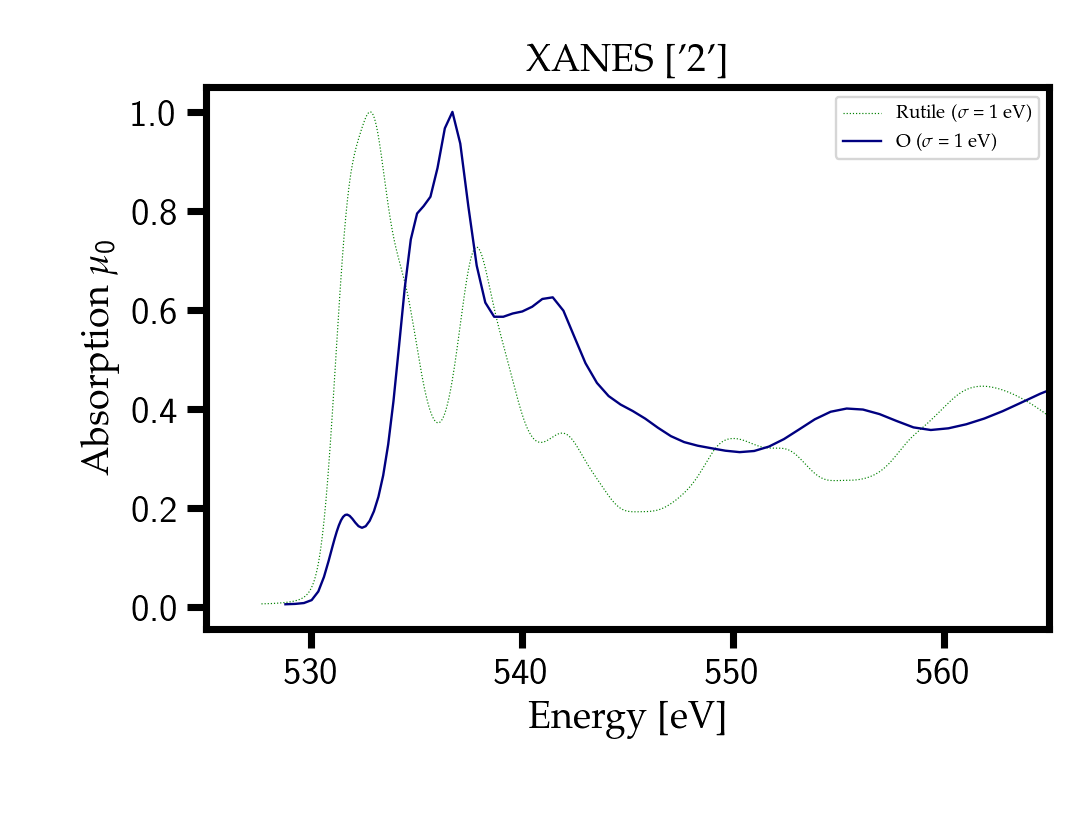 XANES ['2']
Rutile (σ = 1 eV)
O (σ = 1 eV)
Absorption μ₀
1.0
0.8
0.6
0.4
0.2
0.0
530 540 550 560
Energy [eV]